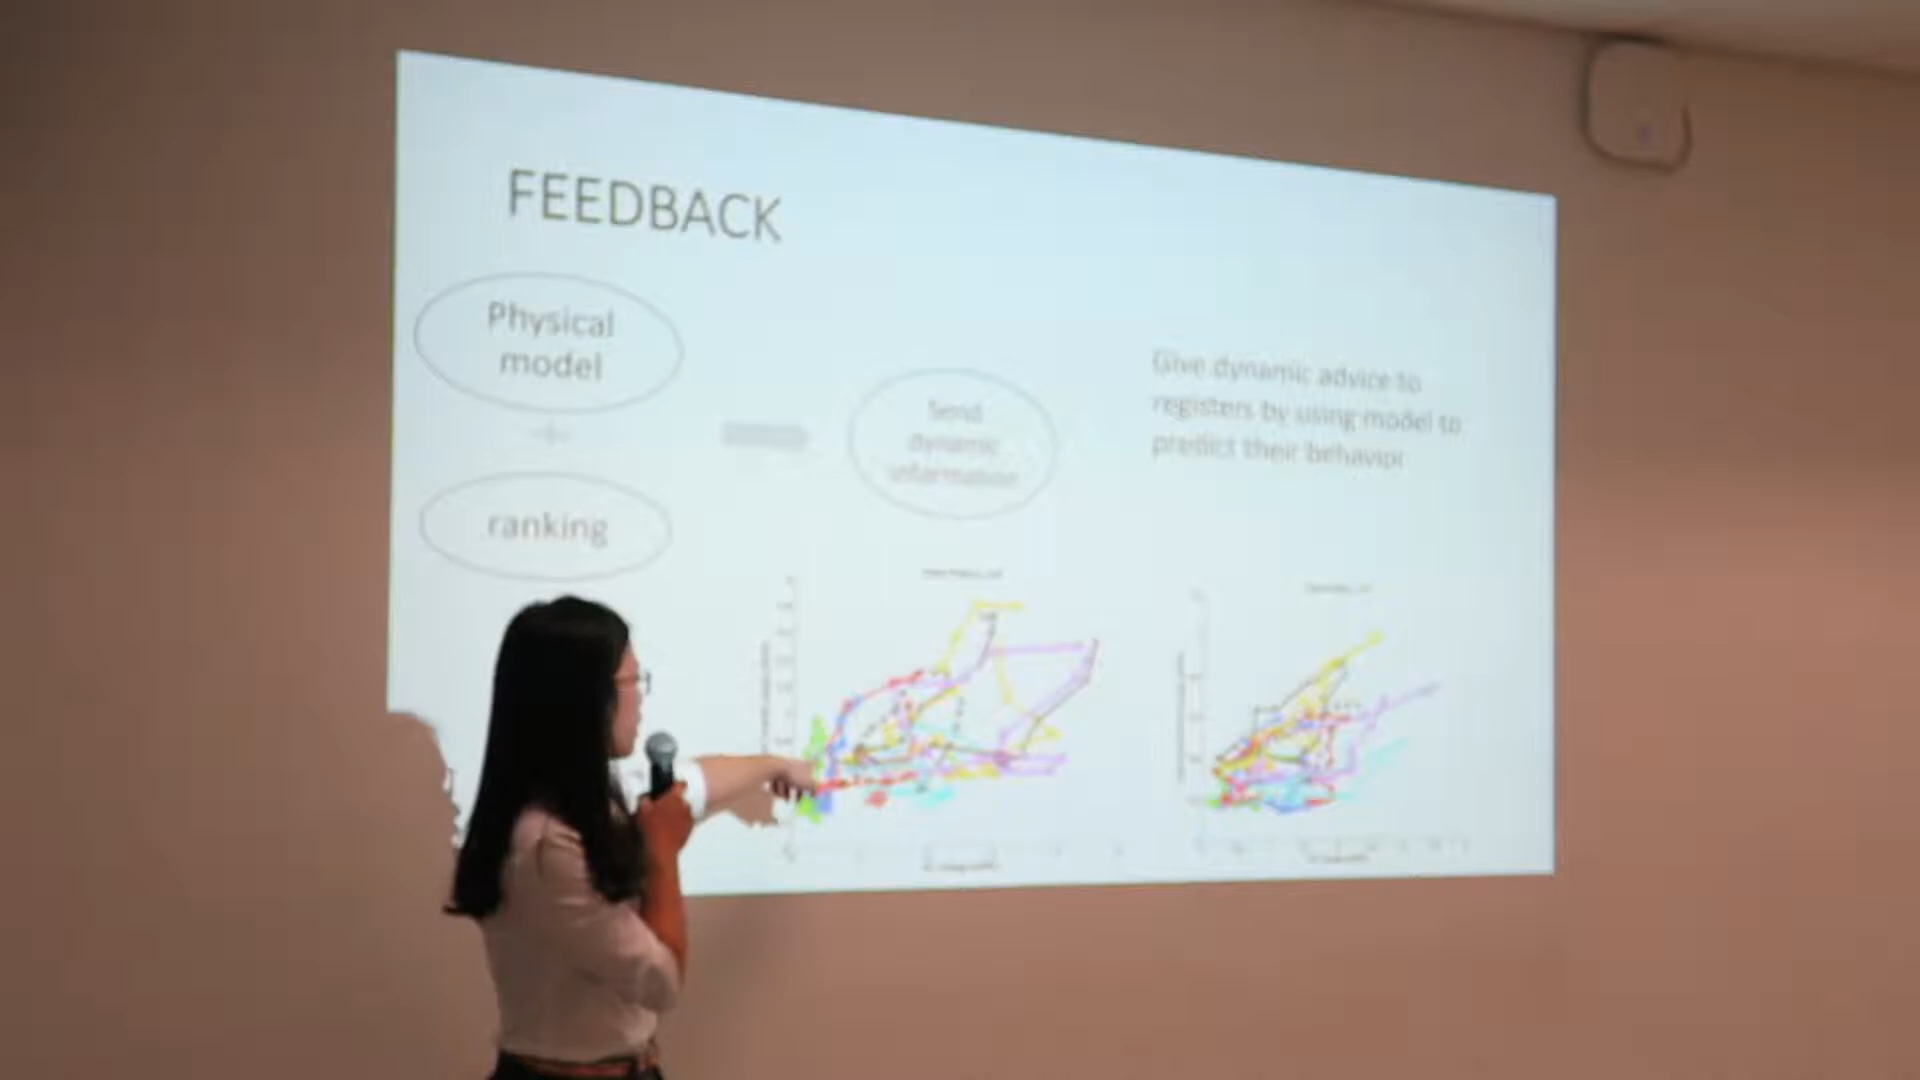 FEEDBACK
Physical
model
+
ranking
Send
dynamic
information
Give dynamic advice to
registers by using model to
predict their behavior